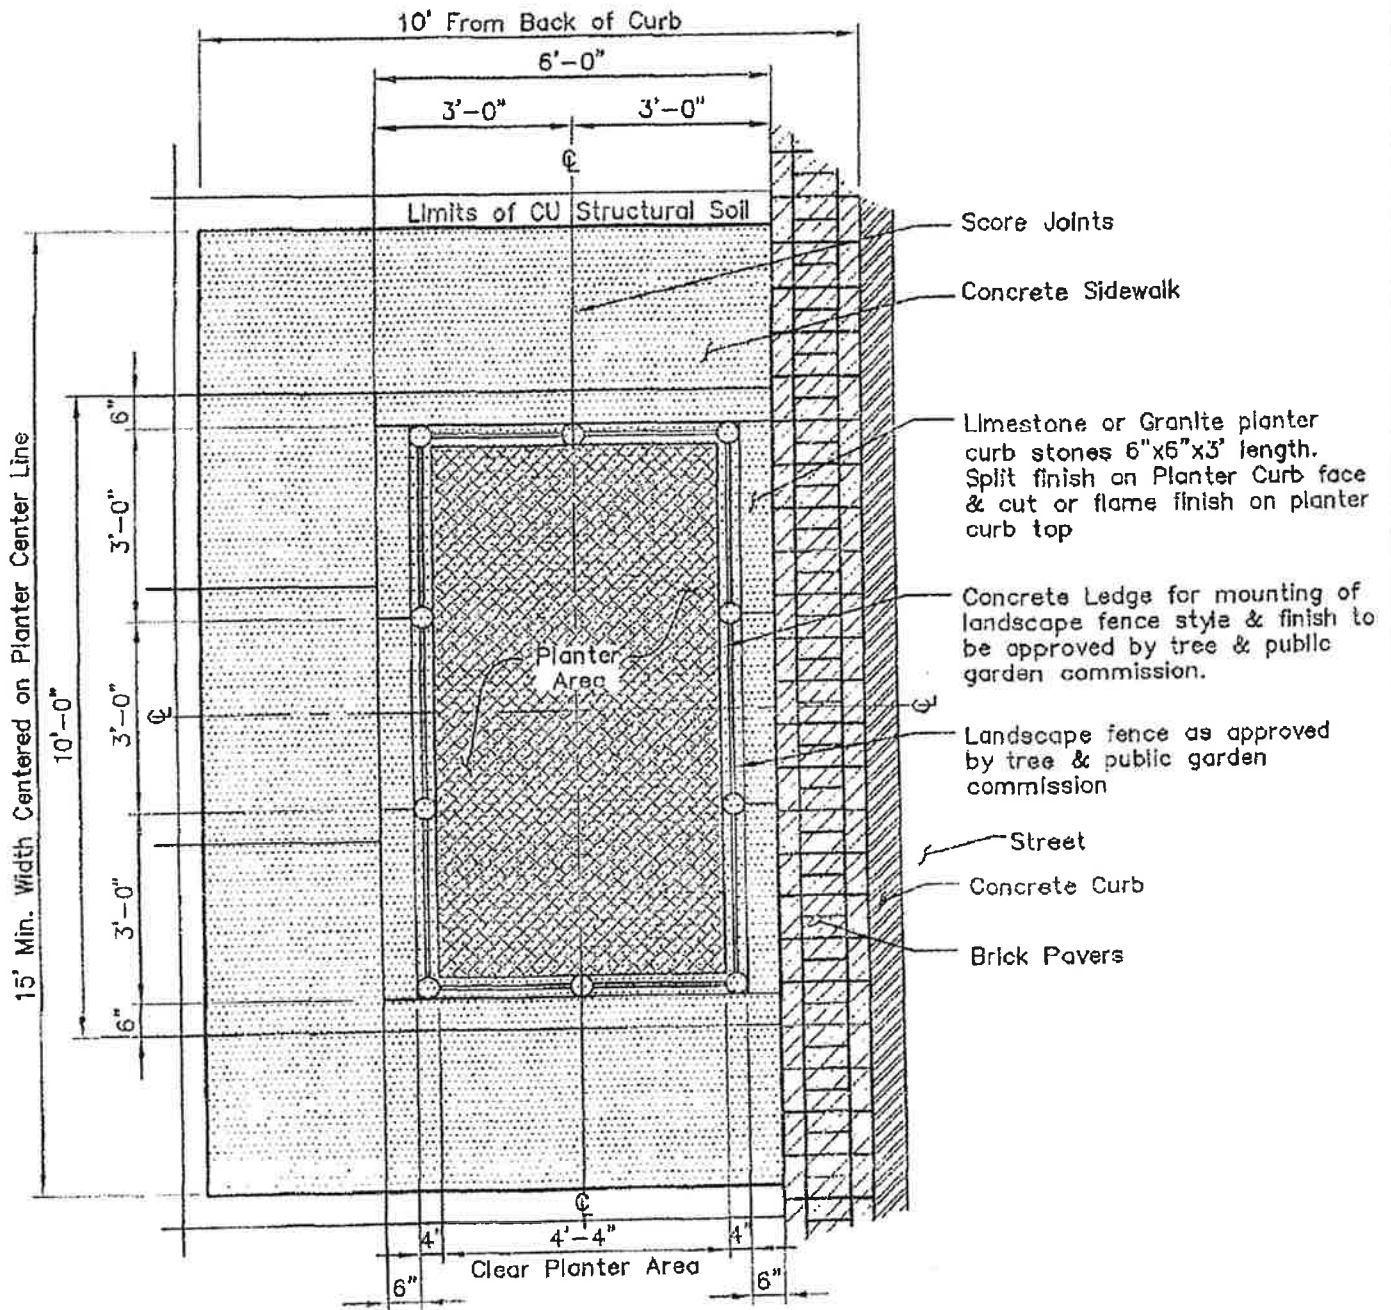 10' From Back of Curb
6'-0"
3'-0" 3'-0"
℄
Limits of CU Structural Soil
Score Joints
Concrete Sidewalk
Limestone or Granite planter
curb stones 6"x6"x3' length.
Split finish on Planter Curb face
& cut or flame finish on planter
curb top
Concrete Ledge for mounting of
landscape fence style & finish to
be approved by tree & public
garden commission.
Landscape fence as approved
by tree & public garden
commission
Street
Concrete Curb
Brick Pavers
Planter
Area
15' Min. Width Centered on Planter Center Line
10'-0"
6"
3'-0"
3'-0"
3'-0"
6"
℄
℄
℄
4' 4'-4" 4'
Clear Planter Area
6" 6"